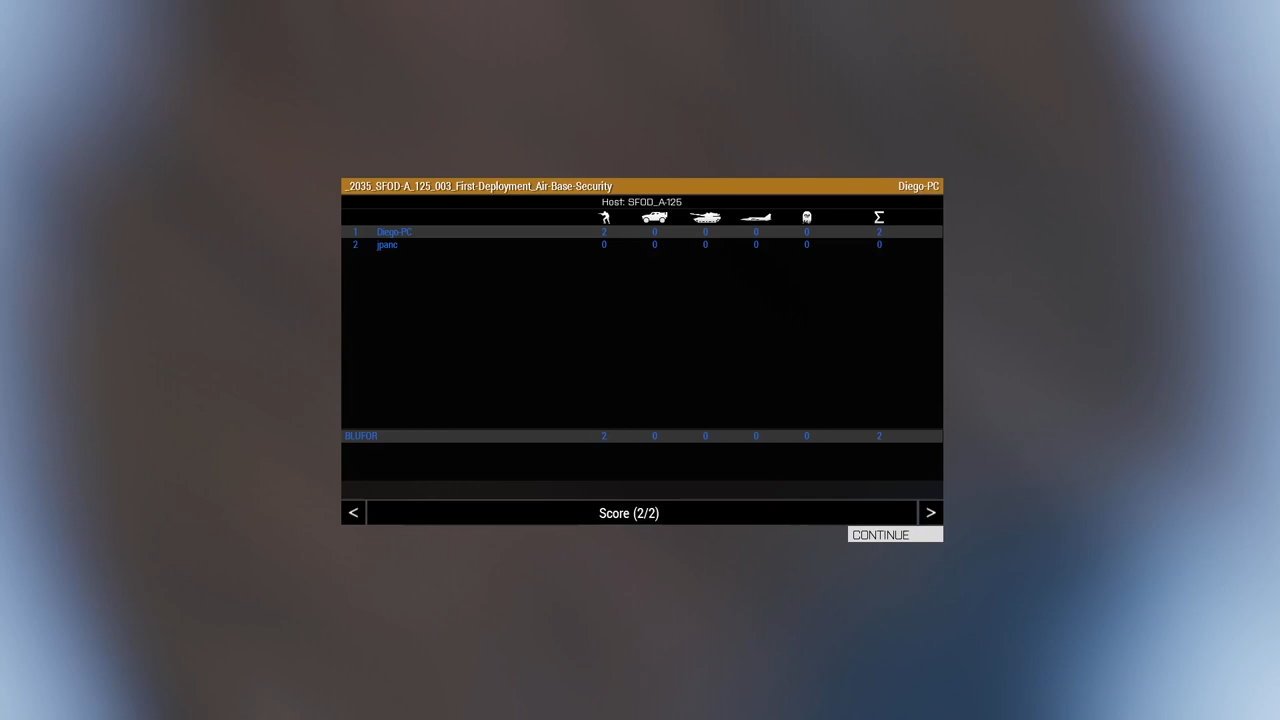 _2035_SFOD-A_125_003_First-Deployment_Air-Base-Security Diego-PC
Host: SFOD_A-125
Σ
1 Diego-PC 2 0 0 0 0 2
2 jpanc 0 0 0 0 0 0
BLUFOR 2 0 0 0 0 2
< Score (2/2) >
CONTINUE